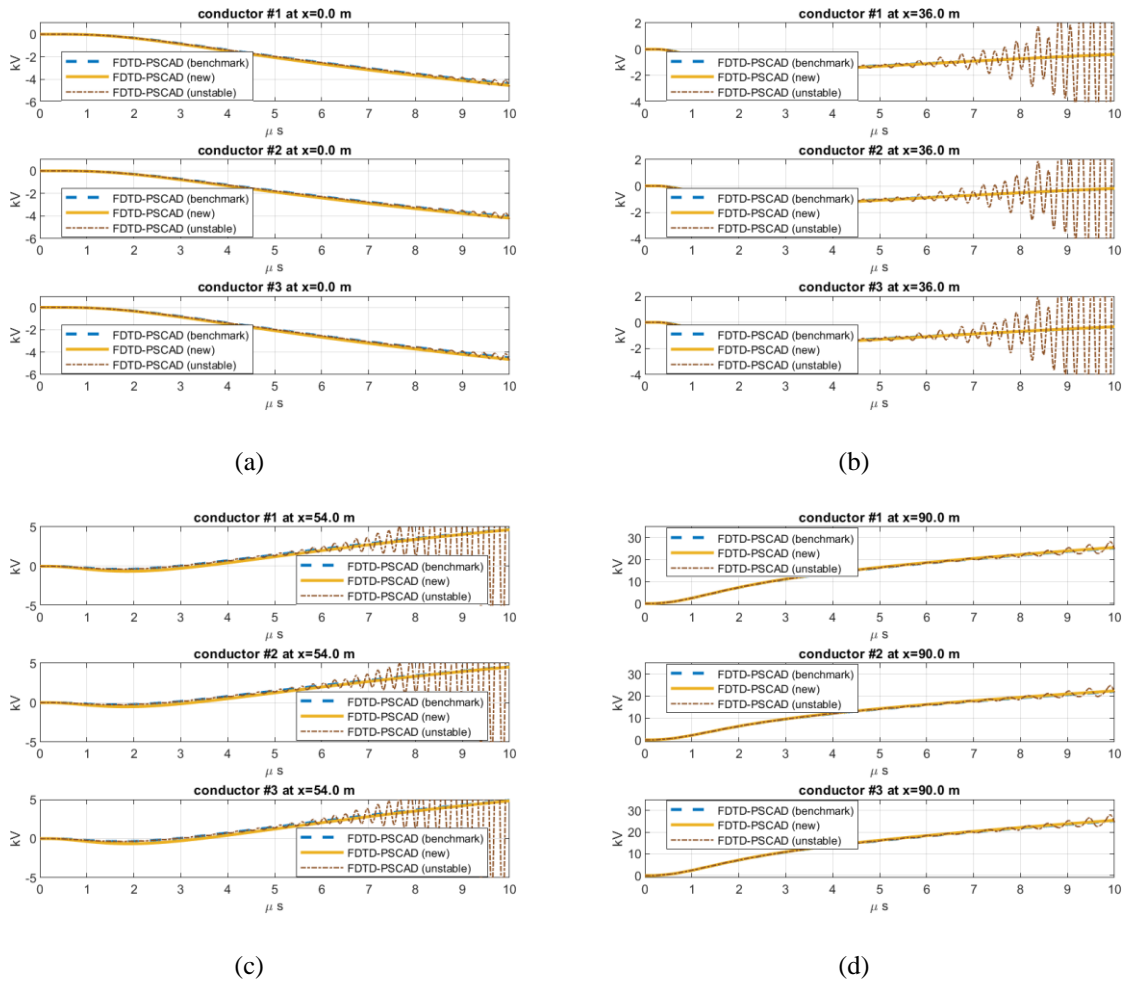 conductor #1 at x=0.0 m
kV
0
-2
-4
-6
FDTD-PSCAD (benchmark)
FDTD-PSCAD (new)
FDTD-PSCAD (unstable)
0 1 2 3 4 5 6 7 8 9 10
μ s
conductor #2 at x=0.0 m
kV
0
-2
-4
-6
FDTD-PSCAD (benchmark)
FDTD-PSCAD (new)
FDTD-PSCAD (unstable)
0 1 2 3 4 5 6 7 8 9 10
μ s
conductor #3 at x=0.0 m
kV
0
-2
-4
-6
FDTD-PSCAD (benchmark)
FDTD-PSCAD (new)
FDTD-PSCAD (unstable)
0 1 2 3 4 5 6 7 8 9 10
μ s
(a)
conductor #1 at x=36.0 m
kV
2
0
-2
-4
FDTD-PSCAD (benchmark)
FDTD-PSCAD (new)
FDTD-PSCAD (unstable)
0 1 2 3 4 5 6 7 8 9 10
μ s
conductor #2 at x=36.0 m
kV
2
0
-2
-4
FDTD-PSCAD (benchmark)
FDTD-PSCAD (new)
FDTD-PSCAD (unstable)
0 1 2 3 4 5 6 7 8 9 10
μ s
conductor #3 at x=36.0 m
kV
2
0
-2
-4
FDTD-PSCAD (benchmark)
FDTD-PSCAD (new)
FDTD-PSCAD (unstable)
0 1 2 3 4 5 6 7 8 9 10
μ s
(b)
conductor #1 at x=54.0 m
kV
5
0
-5
FDTD-PSCAD (benchmark)
FDTD-PSCAD (new)
FDTD-PSCAD (unstable)
0 1 2 3 4 5 6 7 8 9 10
μ s
conductor #2 at x=54.0 m
kV
5
0
-5
FDTD-PSCAD (benchmark)
FDTD-PSCAD (new)
FDTD-PSCAD (unstable)
0 1 2 3 4 5 6 7 8 9 10
μ s
conductor #3 at x=54.0 m
kV
5
0
-5
FDTD-PSCAD (benchmark)
FDTD-PSCAD (new)
FDTD-PSCAD (unstable)
0 1 2 3 4 5 6 7 8 9 10
μ s
(c)
conductor #1 at x=90.0 m
kV
30
20
10
0
FDTD-PSCAD (benchmark)
FDTD-PSCAD (new)
FDTD-PSCAD (unstable)
0 1 2 3 4 5 6 7 8 9 10
μ s
conductor #2 at x=90.0 m
kV
30
20
10
0
FDTD-PSCAD (benchmark)
FDTD-PSCAD (new)
FDTD-PSCAD (unstable)
0 1 2 3 4 5 6 7 8 9 10
μ s
conductor #3 at x=90.0 m
kV
30
20
10
0
FDTD-PSCAD (benchmark)
FDTD-PSCAD (new)
FDTD-PSCAD (unstable)
0 1 2 3 4 5 6 7 8 9 10
μ s
(d)